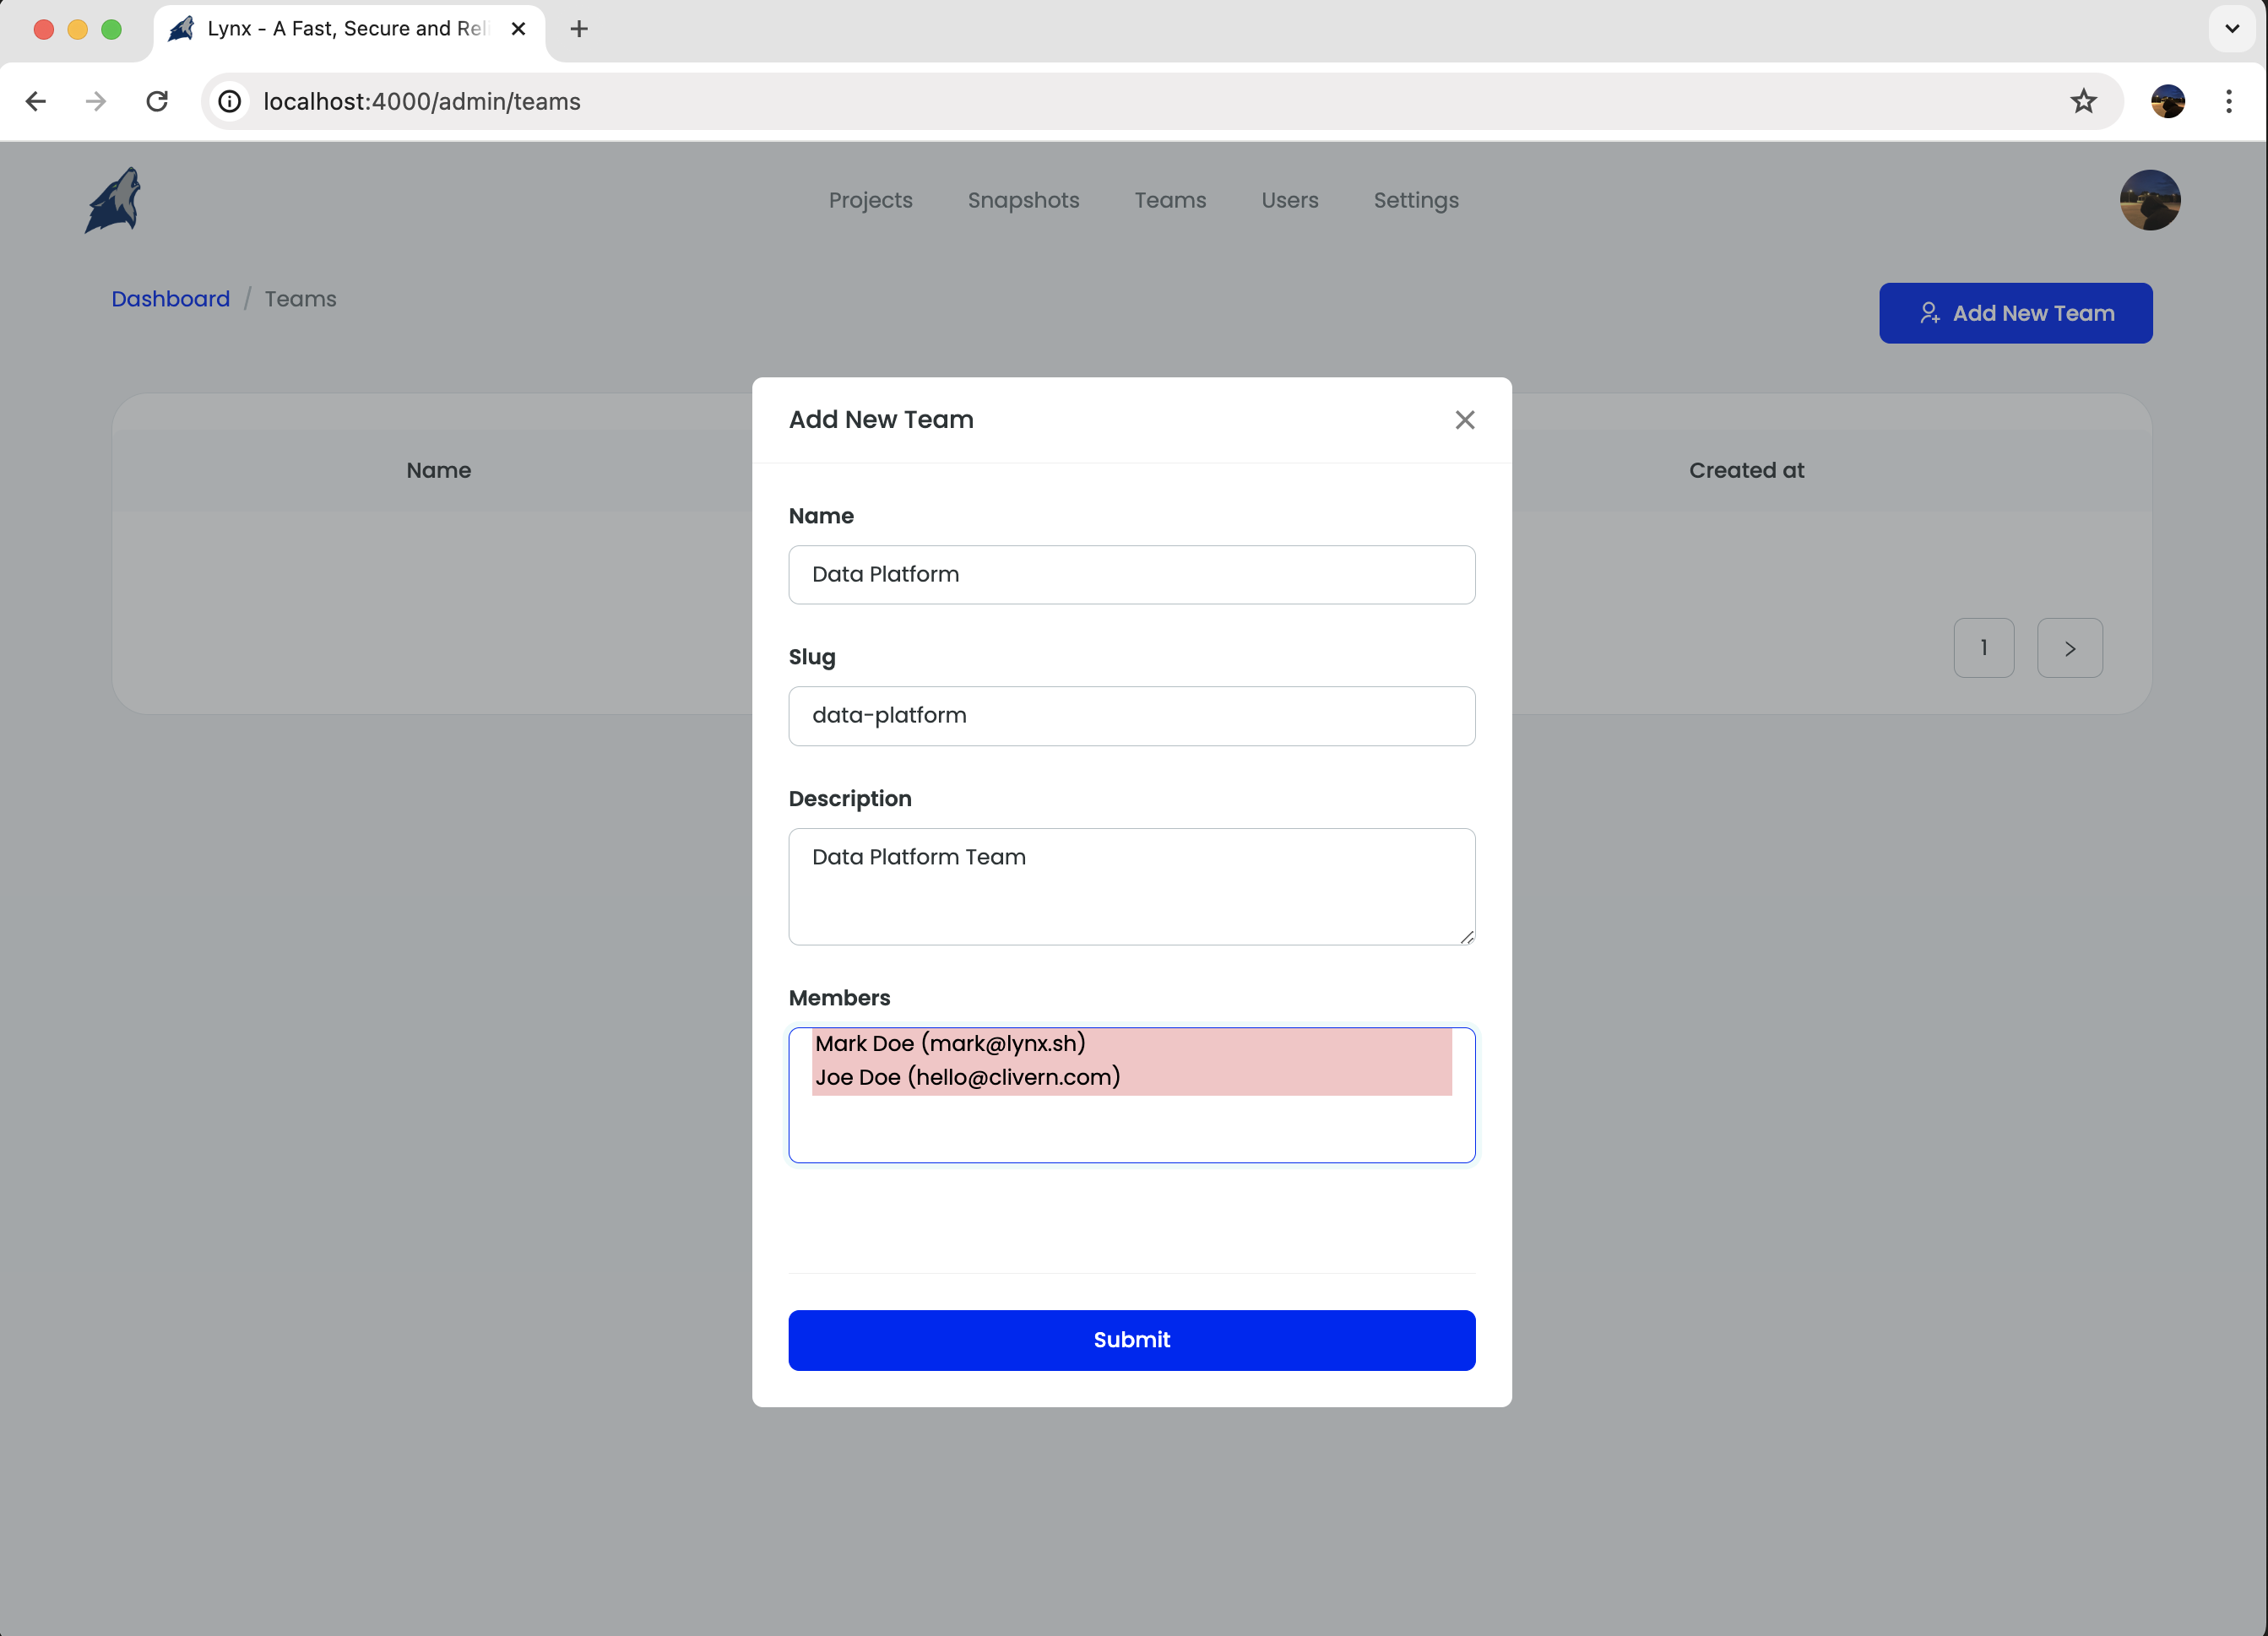 Lynx - A Fast, Secure and Rel
localhost:4000/admin/teams
Projects Snapshots Teams Users Settings
Dashboard / Teams
Add New Team
Add New Team
Name
Created at
Name
Data Platform
1 >
Slug
data-platform
Description
Data Platform Team
Members
Mark Doe (mark@lynx.sh)
Joe Doe (hello@clivern.com)
Submit